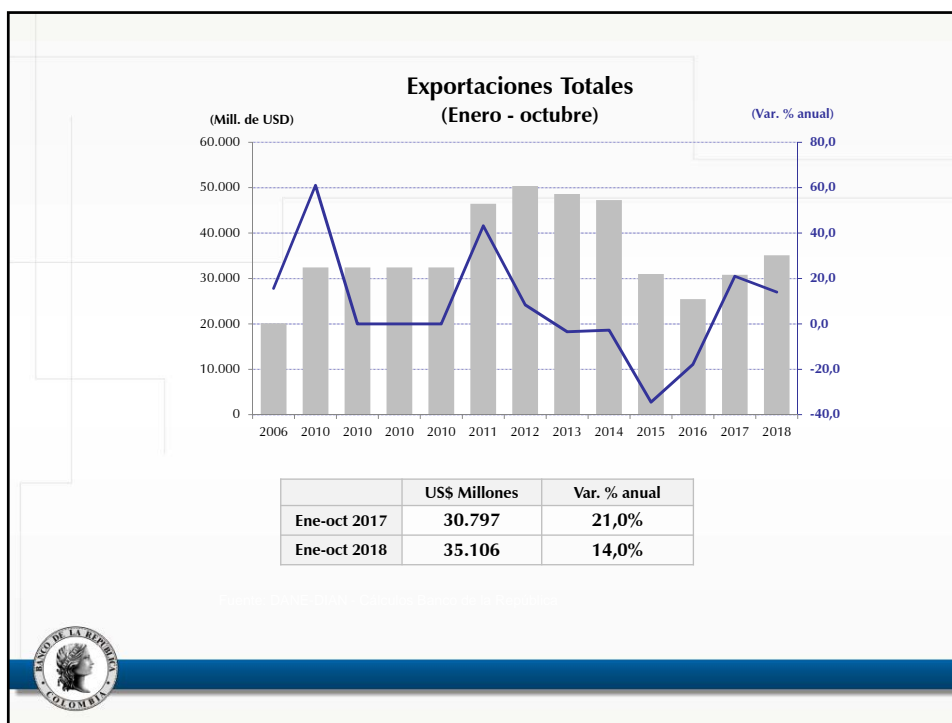 Exportaciones Totales
(Enero - octubre)
(Mill. de USD)
(Var. % anual)
60.000
50.000
40.000
30.000
20.000
10.000
0
80,0
60,0
40,0
20,0
0,0
-20,0
-40,0
2006 2010 2010 2010 2010 2011 2012 2013 2014 2015 2016 2017 2018
US$ Millones Var. % anual
Ene-oct 2017 30.797 21,0%
Ene-oct 2018 35.106 14,0%
BANCO DE LA REPUBLICA
COLOMBIA